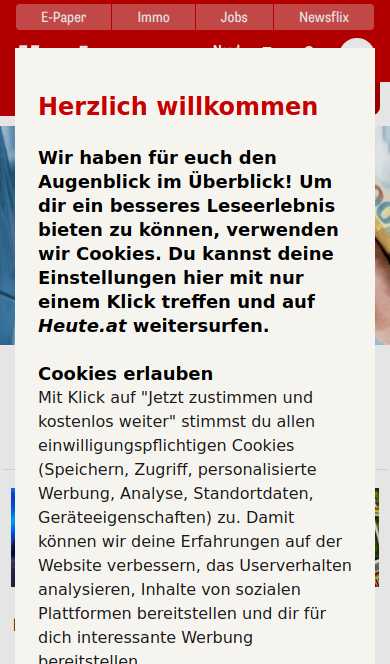 E-Paper
Immo
Jobs
Newsflix
Herzlich willkommen
Wir haben für euch den
Augenblick im Überblick! Um
dir ein besseres Leseerlebnis
bieten zu können, verwenden
wir Cookies. Du kannst deine
Einstellungen hier mit nur
einem Klick treffen und auf
Heute.at weitersurfen.
Cookies erlauben
Mit Klick auf "Jetzt zustimmen und
kostenlos weiter" stimmst du allen
einwilligungspflichtigen Cookies
(Speichern, Zugriff, personalisierte
Werbung, Analyse, Standortdaten,
Geräteeigenschaften) zu. Damit
können wir deine Erfahrungen auf der
Website verbessern, das Userverhalten
analysieren, Inhalte von sozialen
Plattformen bereitstellen und dir für
dich interessante Werbung
bereitstellen